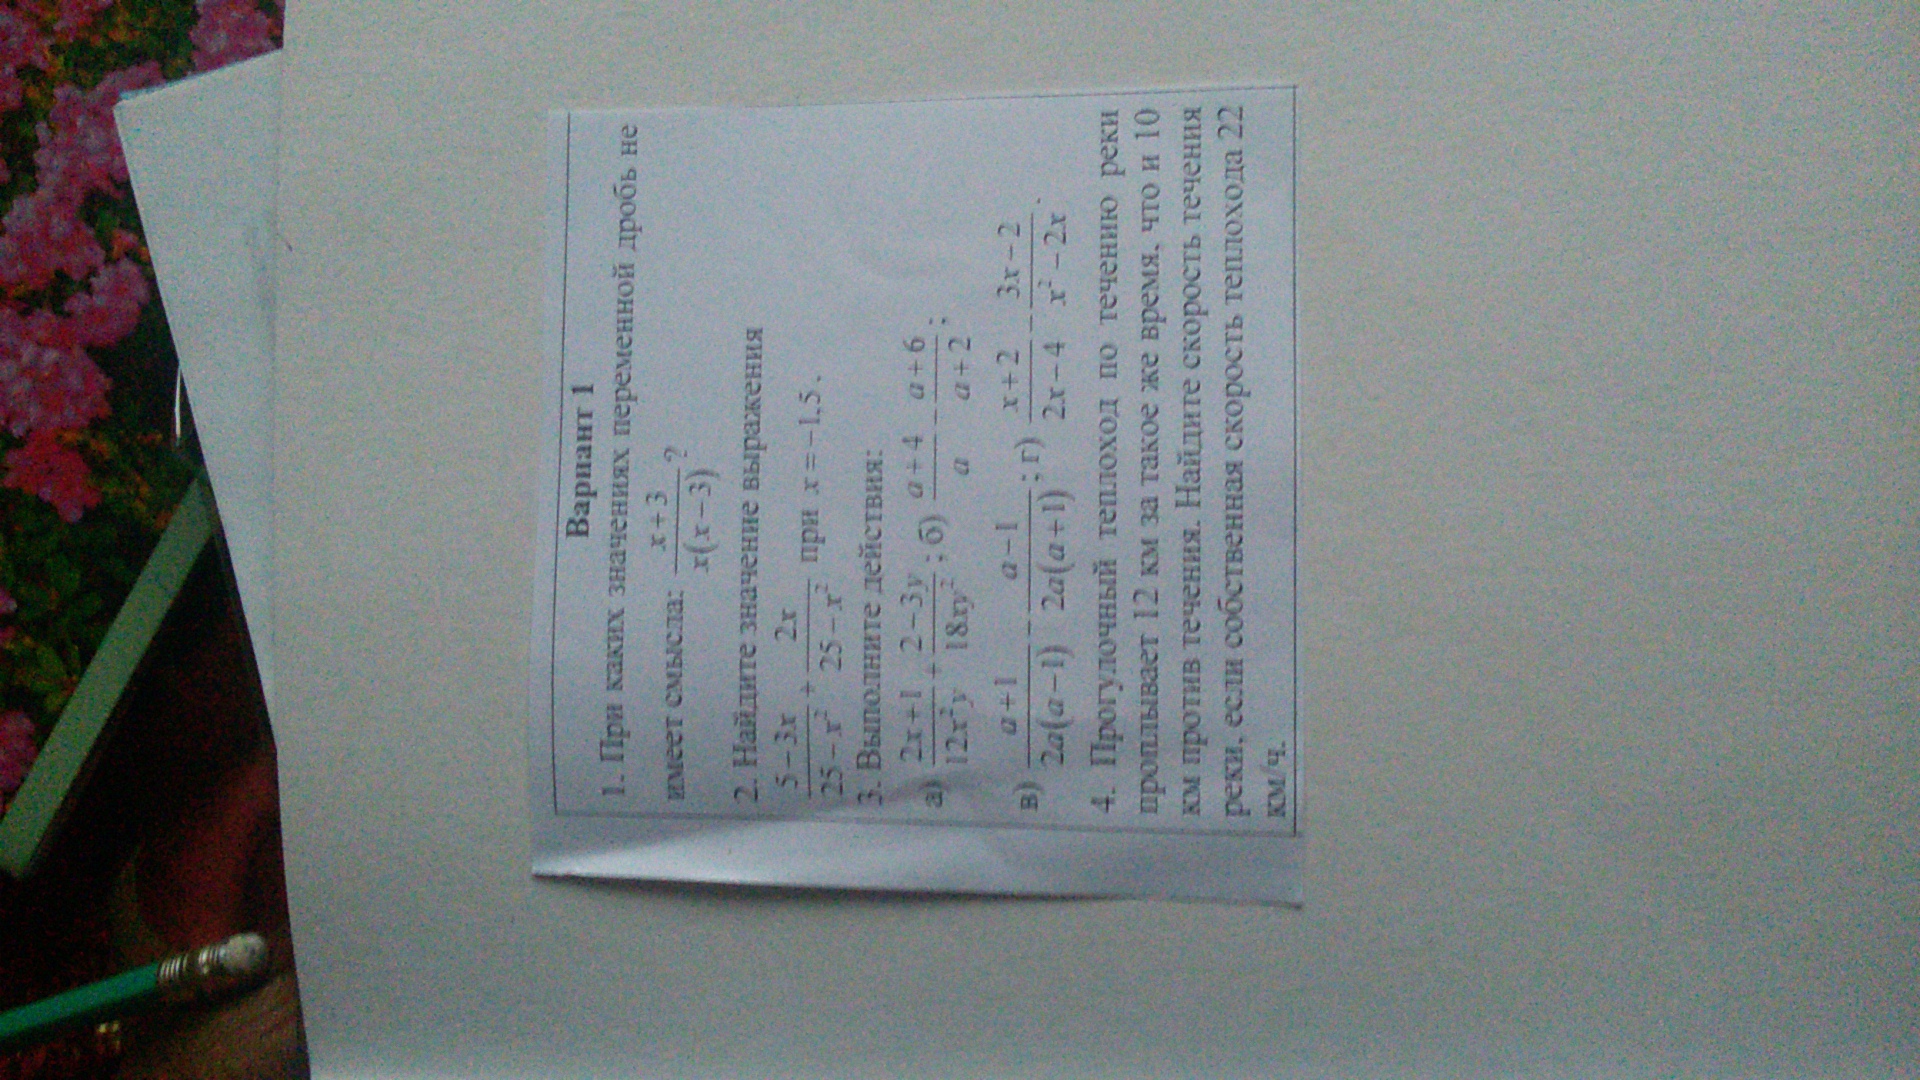 Вариант 1
1. При каких значениях переменной дробь не
имеет смысла: (x+3)/(x(x−3))?
2. Найдите значение выражения
(5−3x)/(25−x²) + 2x/(25−x²) при x=−1,5.
3. Выполните действия:
а) (2x+1)/(12x²y) + (2−3y)/(18xy²); б) (a+4)/a − (a+6)/(a+2);
в) (a+1)/(2a(a−1)) − (a−1)/(2a(a+1)); г) (x+2)/(2x−4) − (3x−2)/(x²−2x).
4. Прогулочный теплоход по течению реки
проплывает 12 км за такое же время, что и 10
км против течения. Найдите скорость течения
реки, если собственная скорость теплохода 22
км/ч.